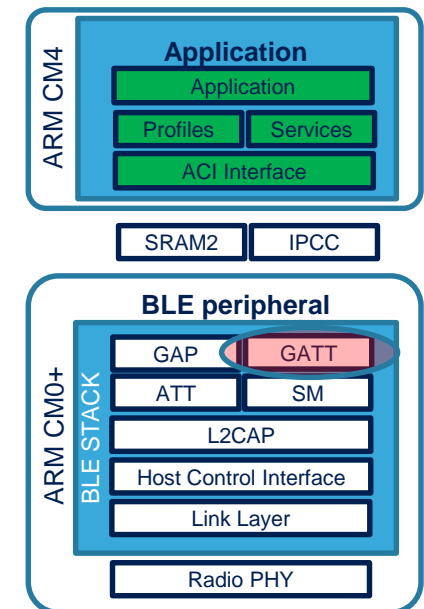 ARM CM4
Application
Application
Profiles Services
ACI Interface
SRAM2 IPCC
ARM CM0+
BLE peripheral
BLE STACK
GAP GATT
ATT SM
L2CAP
Host Control Interface
Link Layer
Radio PHY